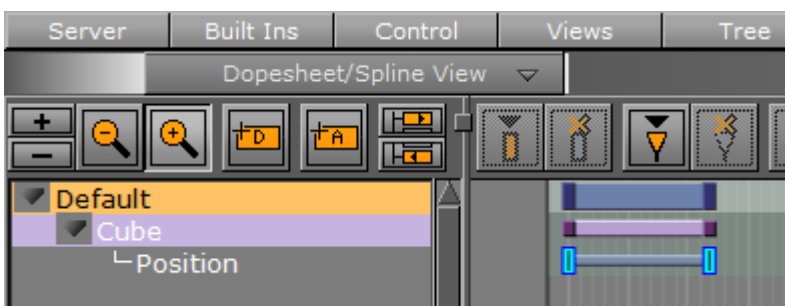 Server Built Ins Control Views Tree
Dopesheet/Spline View
D A
Default
Cube
Position